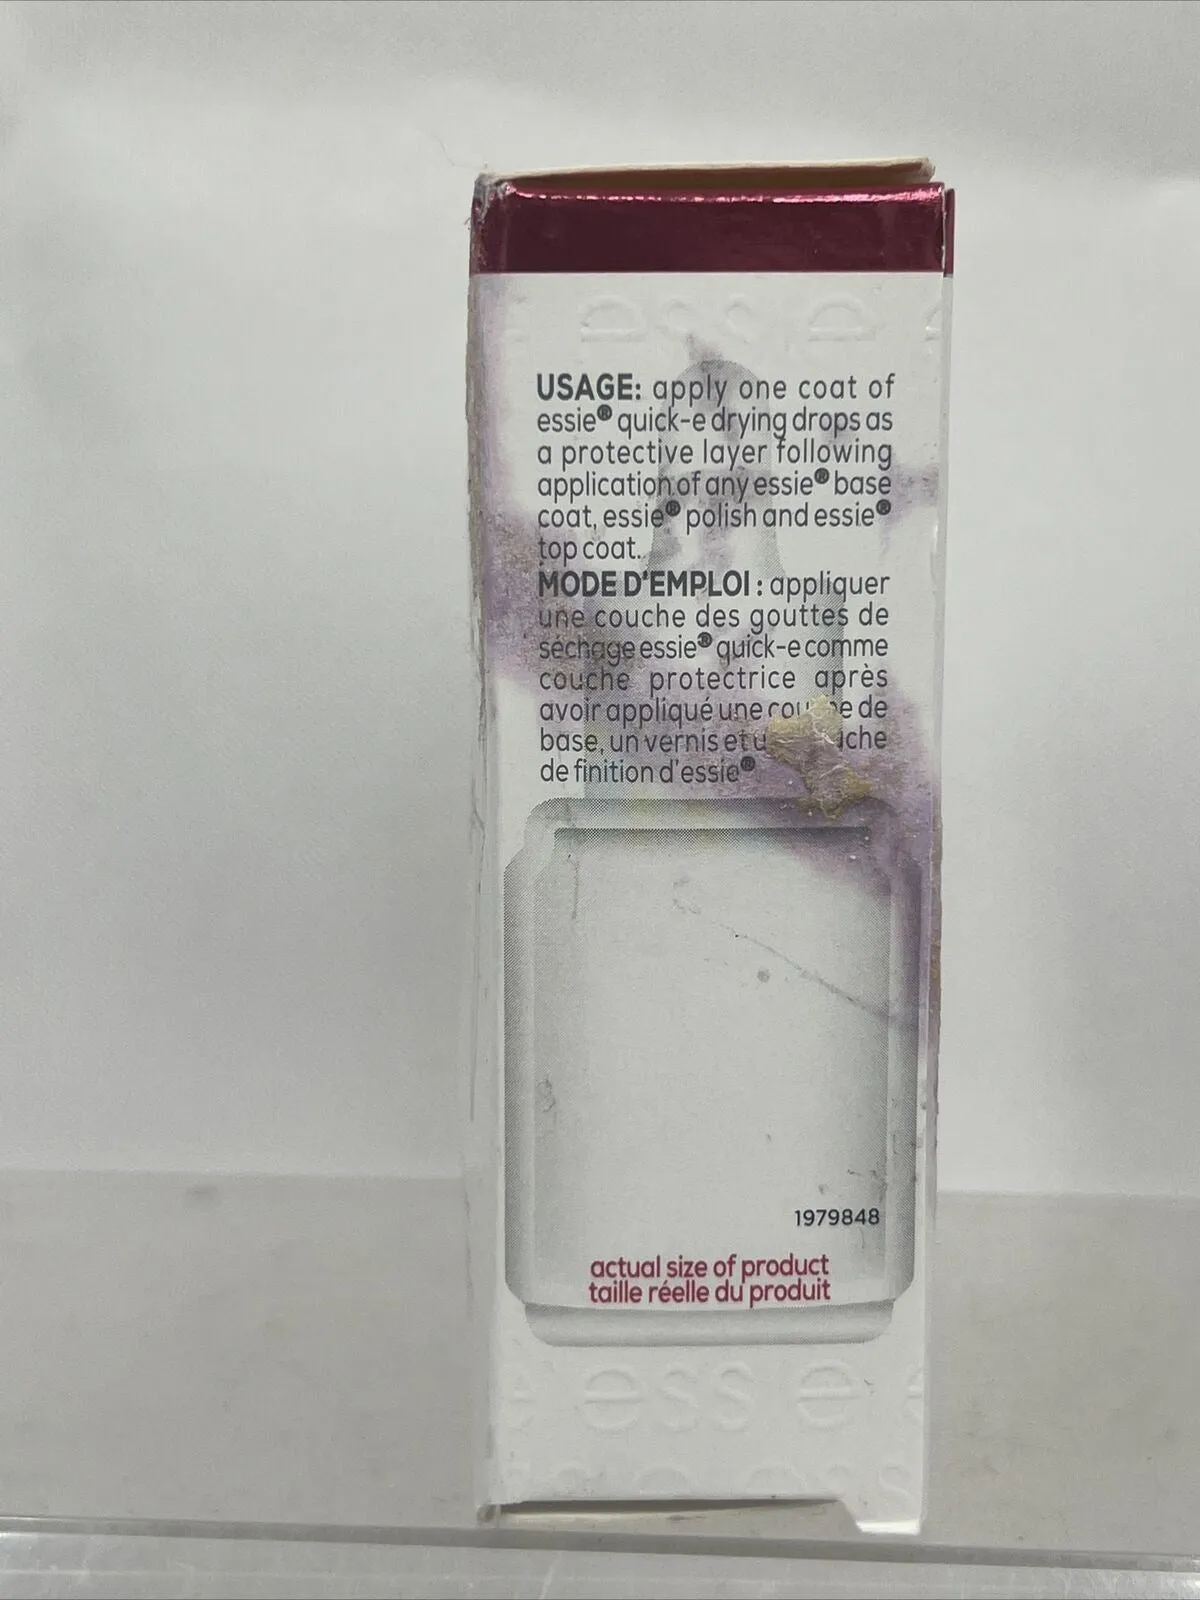 essie
USAGE: apply one coat of
essie® quick-e drying drops as
a protective layer following
application of any essie® base
coat, essie® polish and essie®
top coat.
MODE D'EMPLOI : appliquer
une couche des gouttes de
séchage essie® quick-e comme
couche protectrice après
avoir appliqué une de
base, un vernis et
de finition d'essie®
1979848
actual size of product
taille réelle du produit
essie